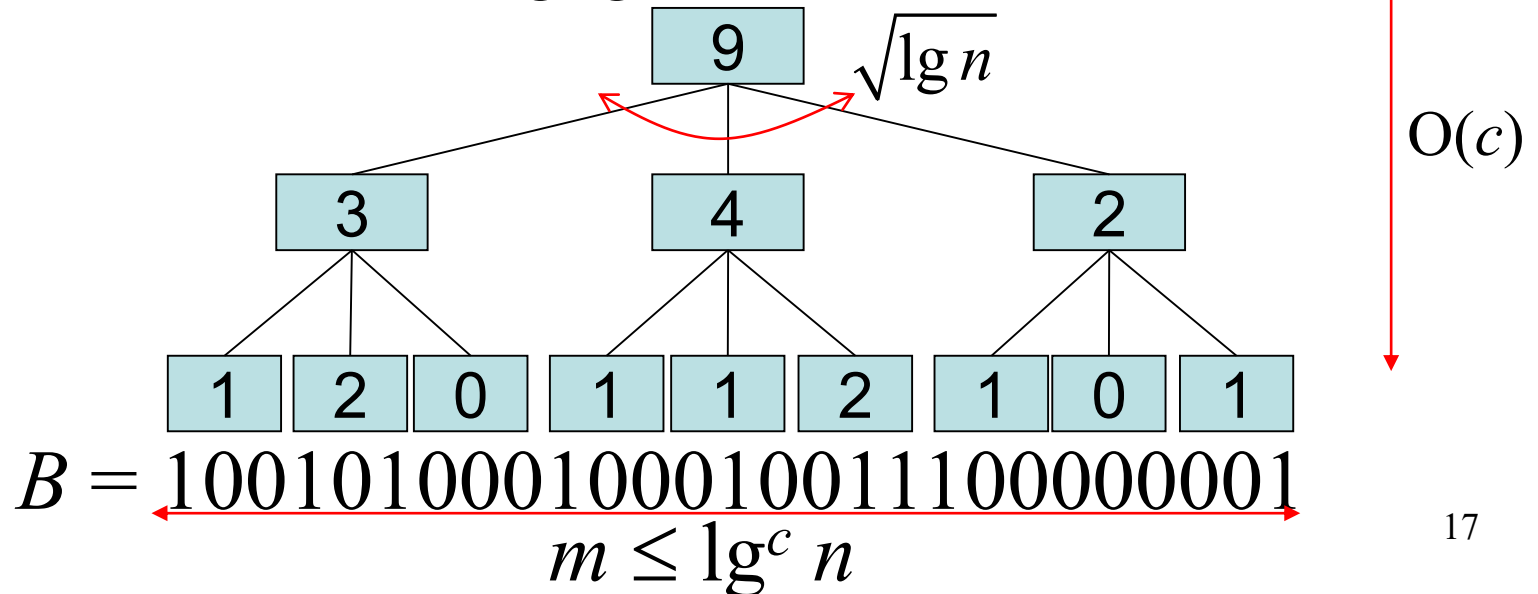 9
√lg n
O(c)
3 4 2
1 2 0 1 1 2 1 0 1
B = 100101000100010011100000001
m ≤ lg^c n
17